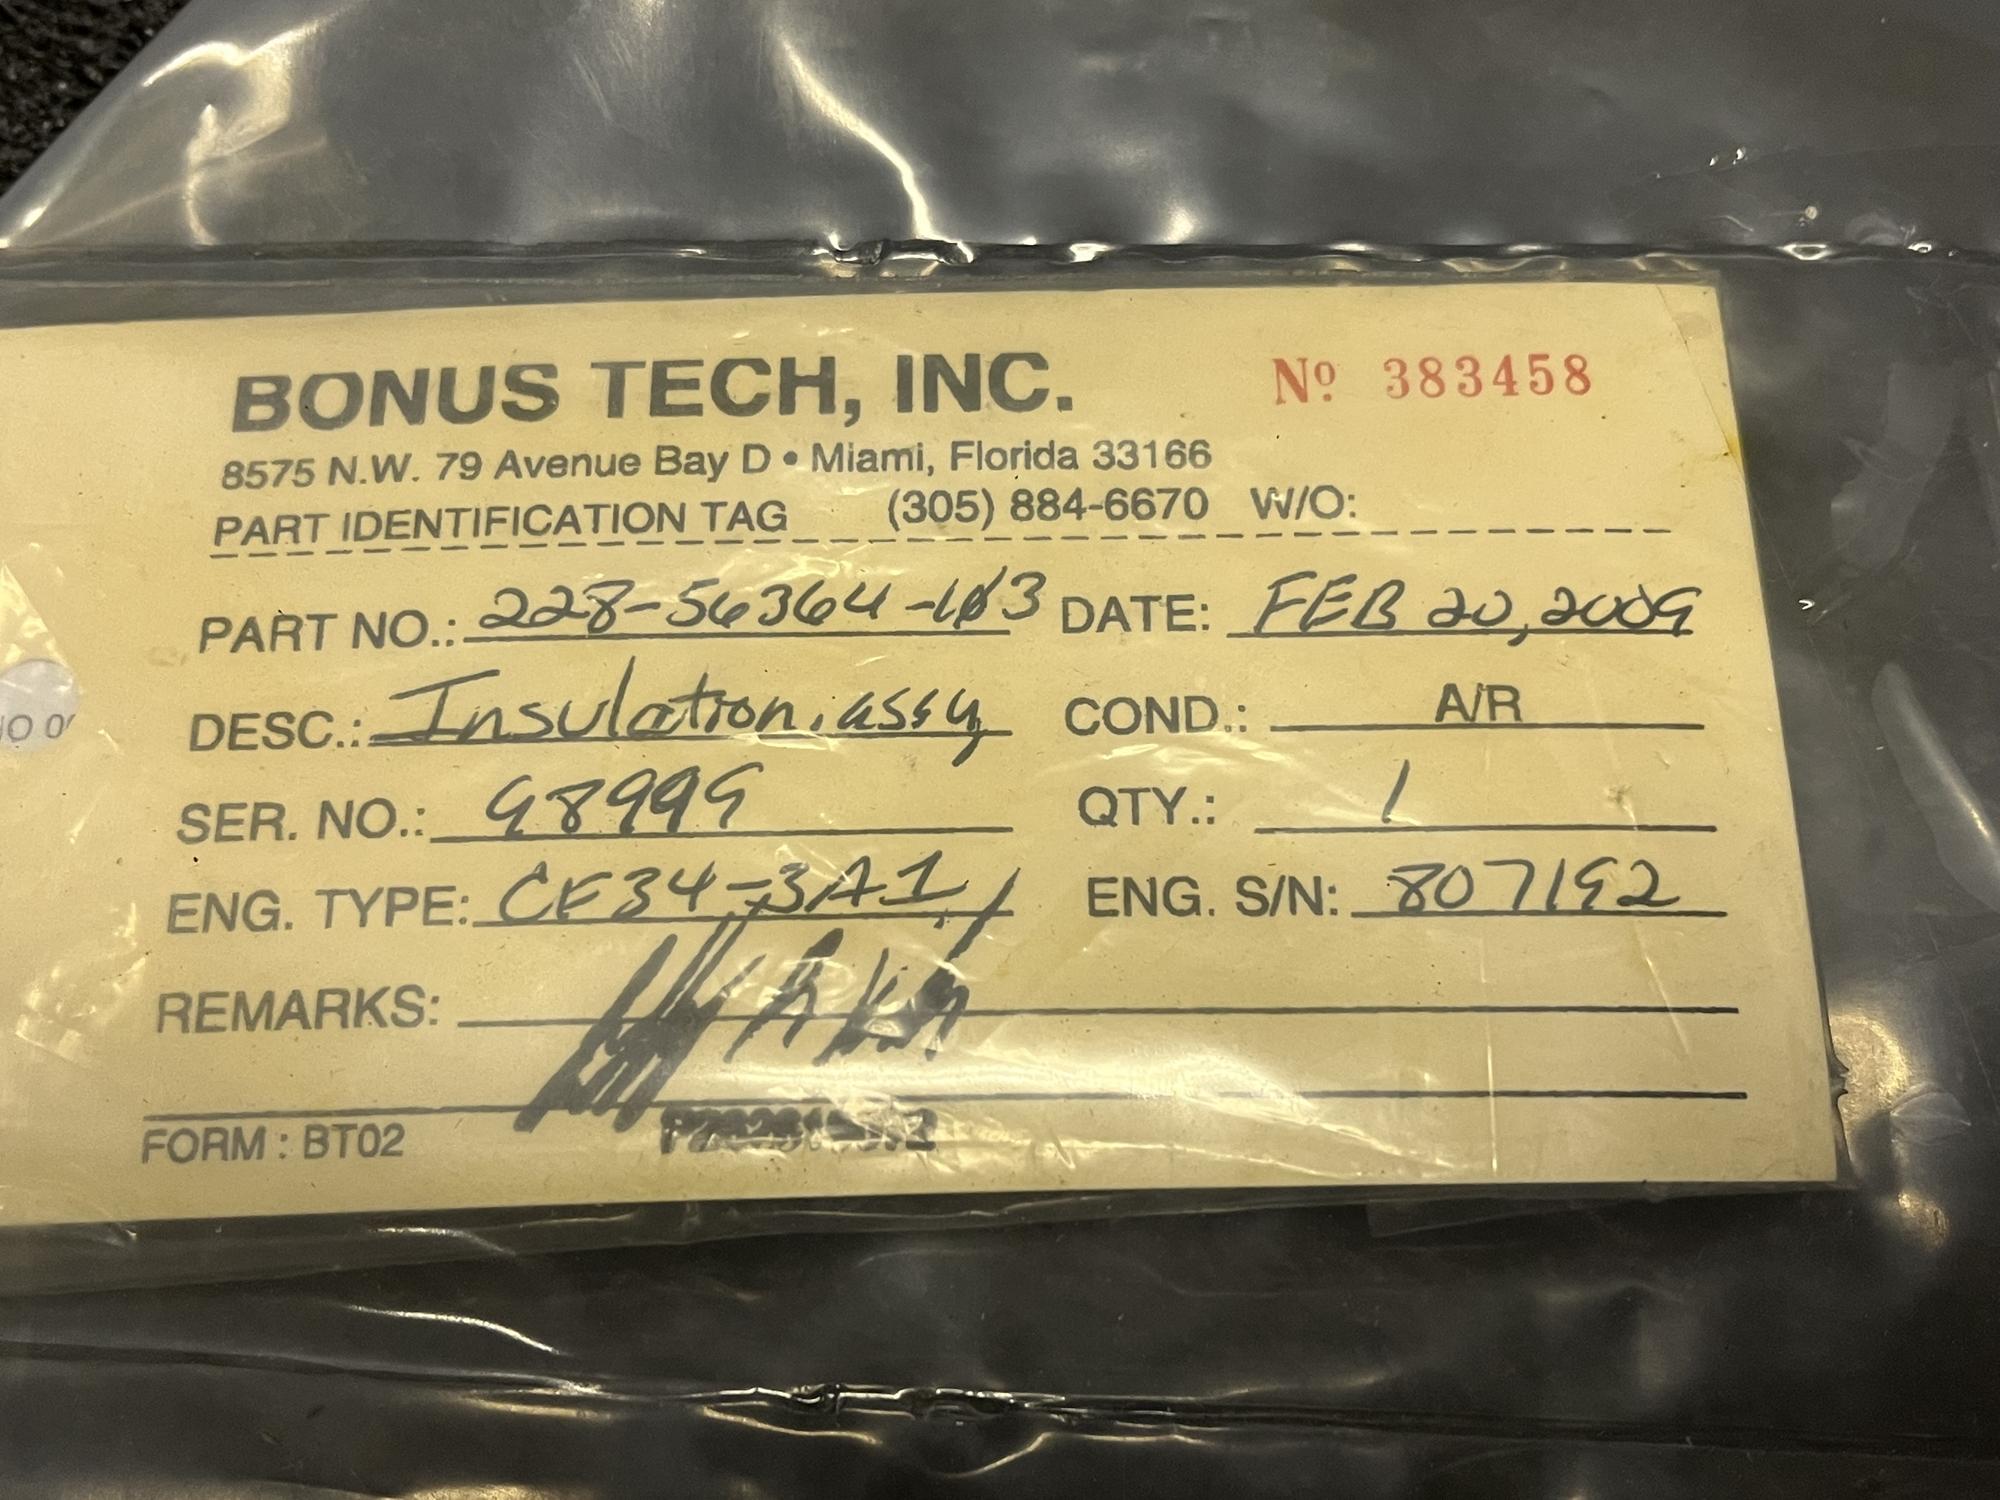 BONUS TECH, INC. Nº 383458
8575 N.W. 79 Avenue Bay D • Miami, Florida 33166
PART IDENTIFICATION TAG (305) 884-6670 W/O:
PART NO.: 228-56364-103 DATE: FEB 20, 2009
DESC.: Insulation. assy COND.: A/R
SER. NO.: 98999 QTY.: 1
ENG. TYPE: CF34-3A1 ENG. S/N: 807192
REMARKS:
FORM : BT02